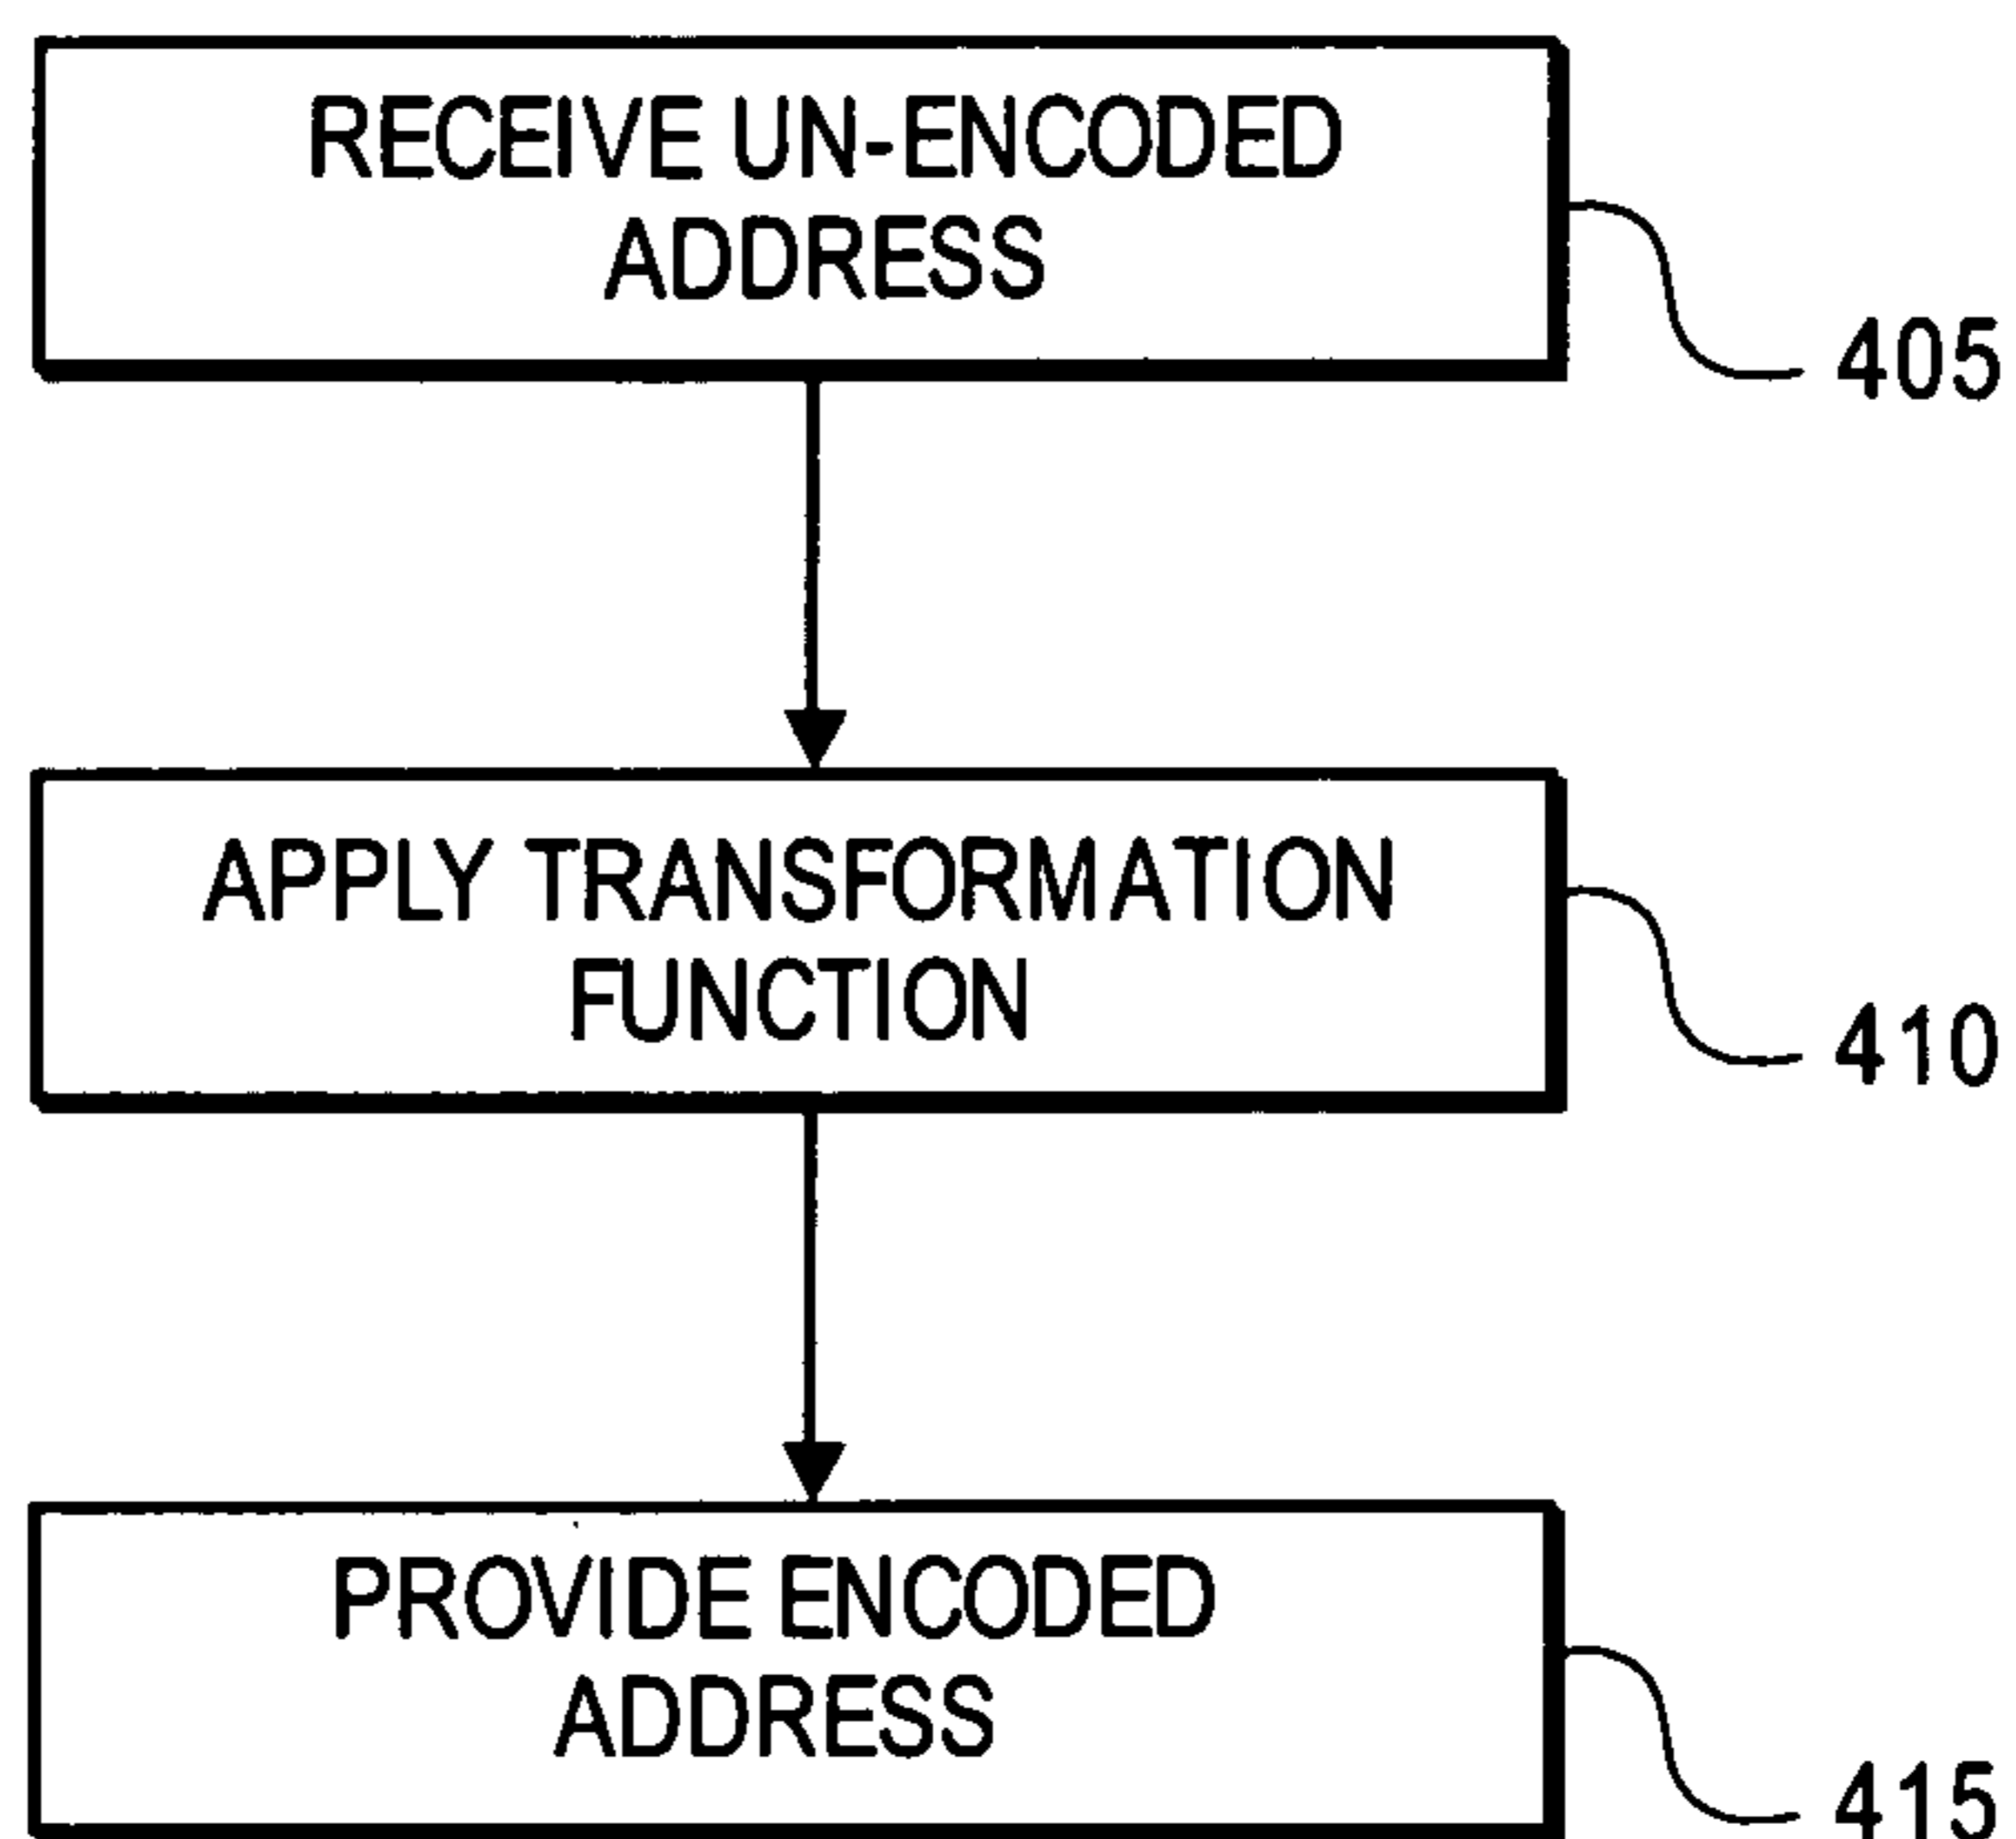 RECEIVE UN-ENCODED
ADDRESS
405
APPLY TRANSFORMATION
FUNCTION
410
PROVIDE ENCODED
ADDRESS
415